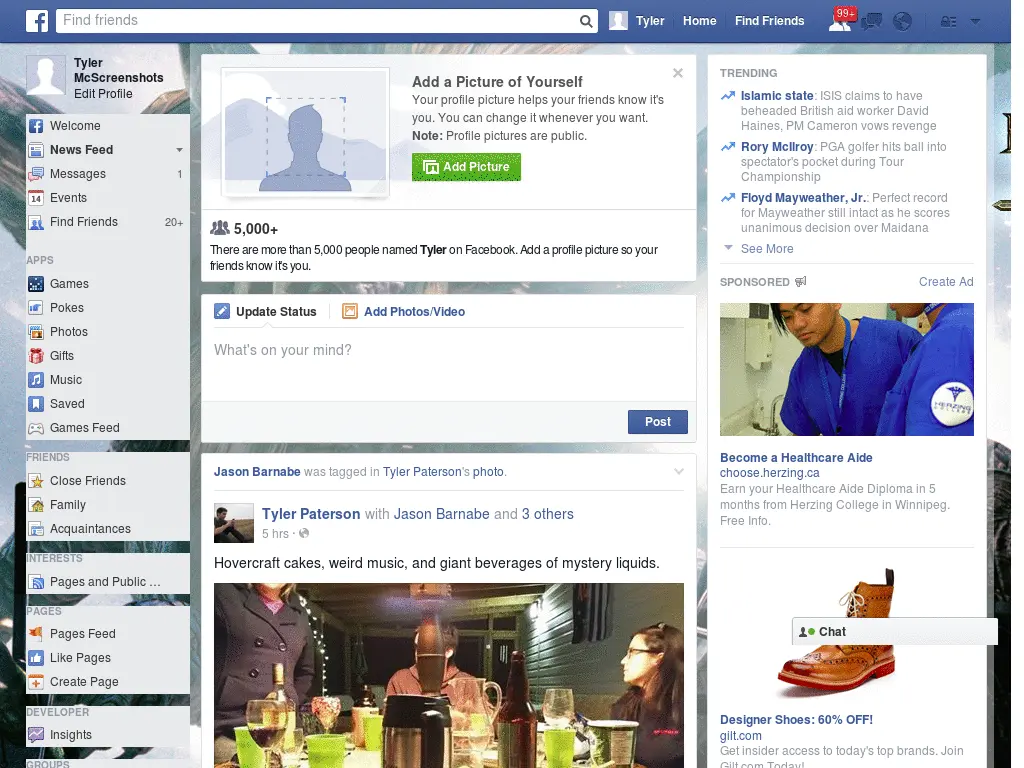 Find friends
Tyler
Home
Find Friends
99+
Tyler
McScreenshots
Edit Profile
Welcome
News Feed
Messages 1
14 Events
Find Friends 20+
APPS
Games
Pokes
Photos
Gifts
Music
Saved
Games Feed
FRIENDS
Close Friends
Family
Acquaintances
INTERESTS
Pages and Public ...
PAGES
Pages Feed
Like Pages
Create Page
DEVELOPER
Insights
GROUPS
Add a Picture of Yourself
Your profile picture helps your friends know it's
you. You can change it whenever you want.
Note: Profile pictures are public.
Add Picture
5,000+
There are more than 5,000 people named Tyler on Facebook. Add a profile picture so your
friends know it's you.
Update Status
Add Photos/Video
What's on your mind?
Post
Jason Barnabe was tagged in Tyler Paterson's photo.
Tyler Paterson with Jason Barnabe and 3 others
5 hrs ·
Hovercraft cakes, weird music, and giant beverages of mystery liquids.
TRENDING
Islamic state: ISIS claims to have
beheaded British aid worker David
Haines, PM Cameron vows revenge
Rory McIlroy: PGA golfer hits ball into
spectator's pocket during Tour
Championship
Floyd Mayweather, Jr.: Perfect record
for Mayweather still intact as he scores
unanimous decision over Maidana
See More
SPONSORED
Create Ad
HERZING
COLLEGE
Become a Healthcare Aide
choose.herzing.ca
Earn your Healthcare Aide Diploma in 5
months from Herzing College in Winnipeg.
Free Info.
Chat
Designer Shoes: 60% OFF!
gilt.com
Get insider access to today's top brands. Join
Gilt.com Today!